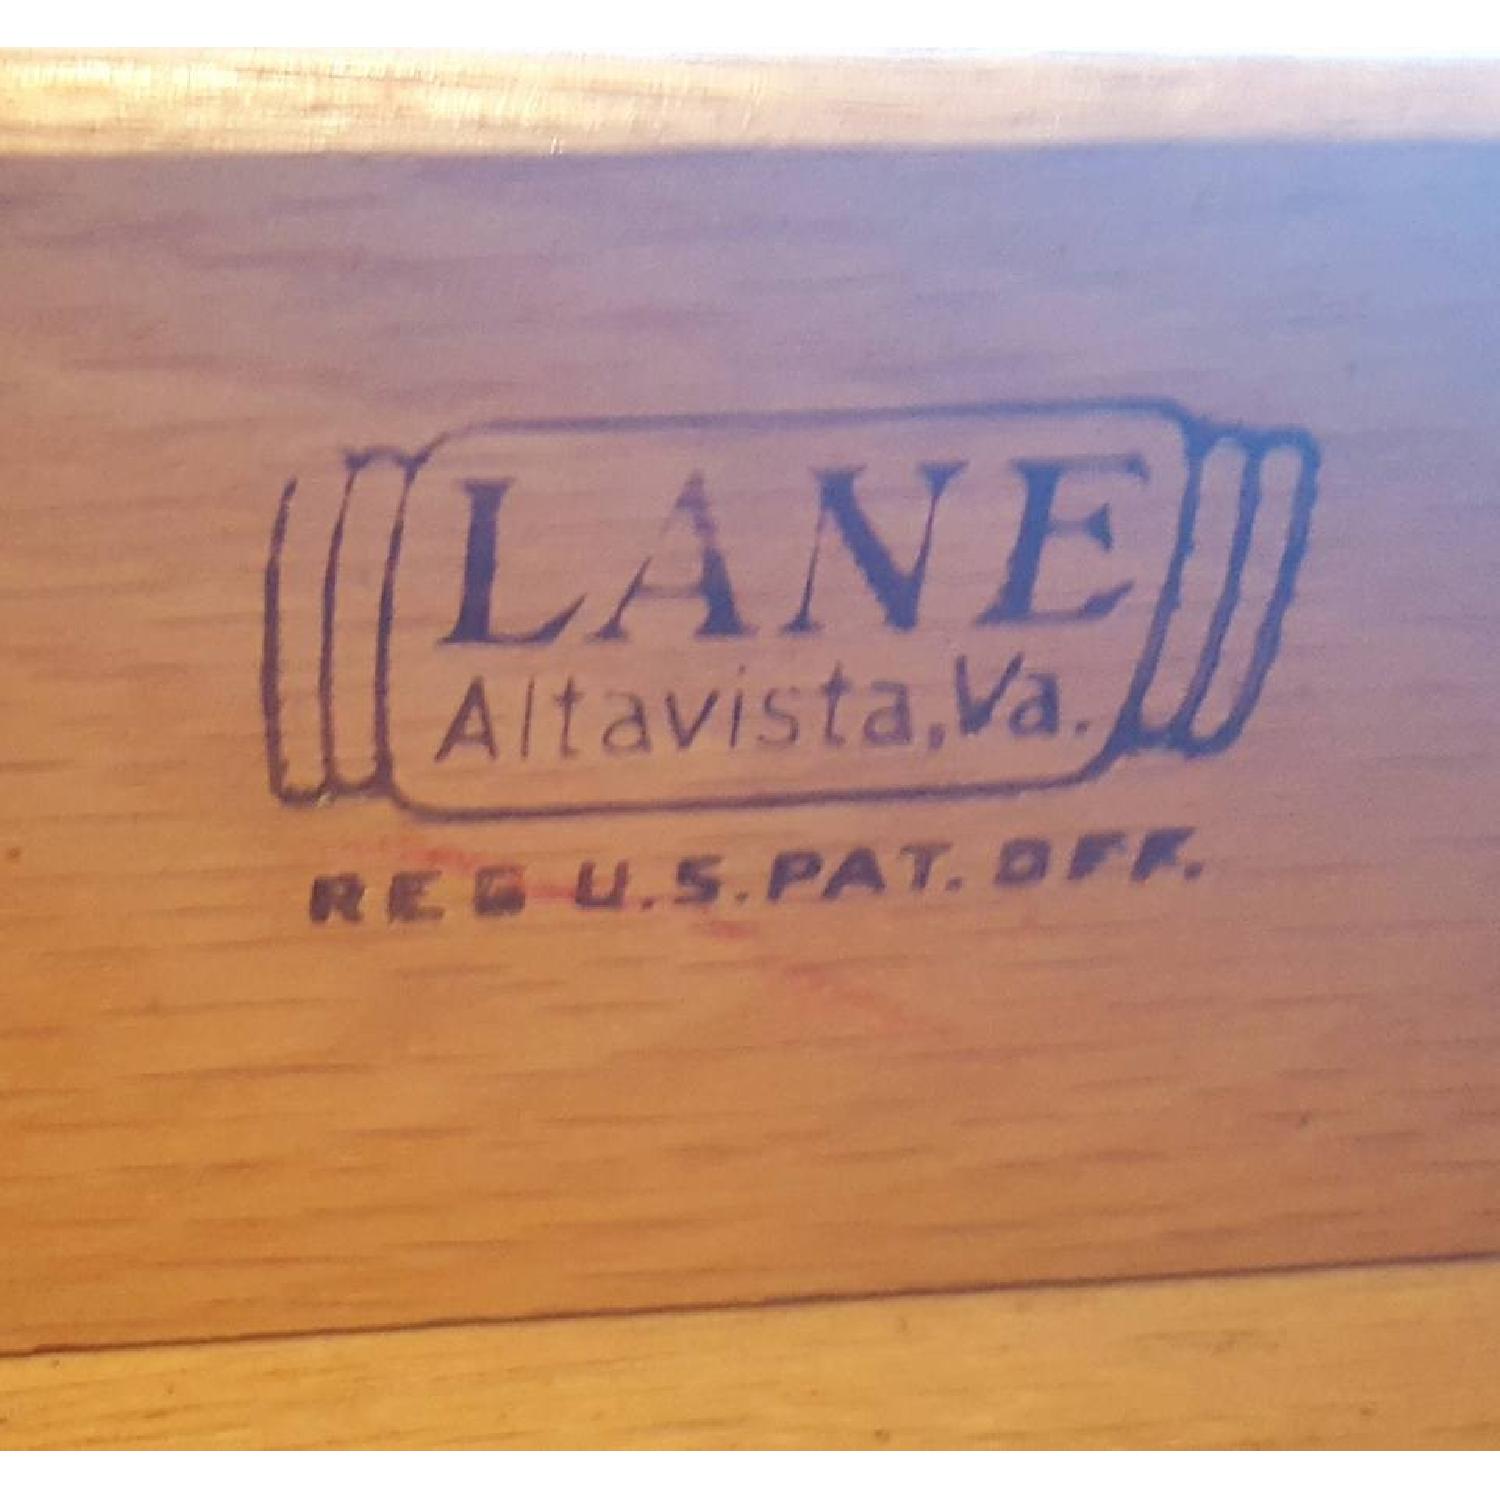 LANE
Altavista, Va.
REG U.S. PAT. OFF.